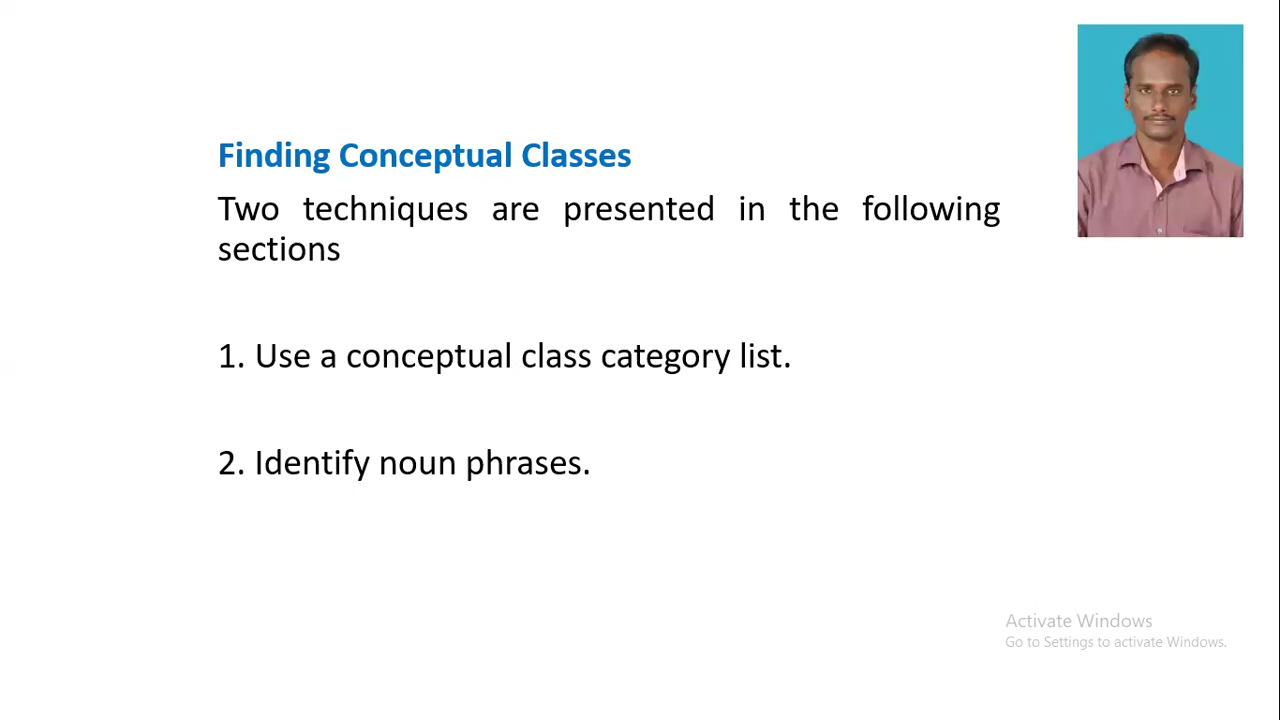 Finding Conceptual Classes
Two techniques are presented in the following
sections
1. Use a conceptual class category list.
2. Identify noun phrases.
Activate Windows
Go to Settings to activate Windows.